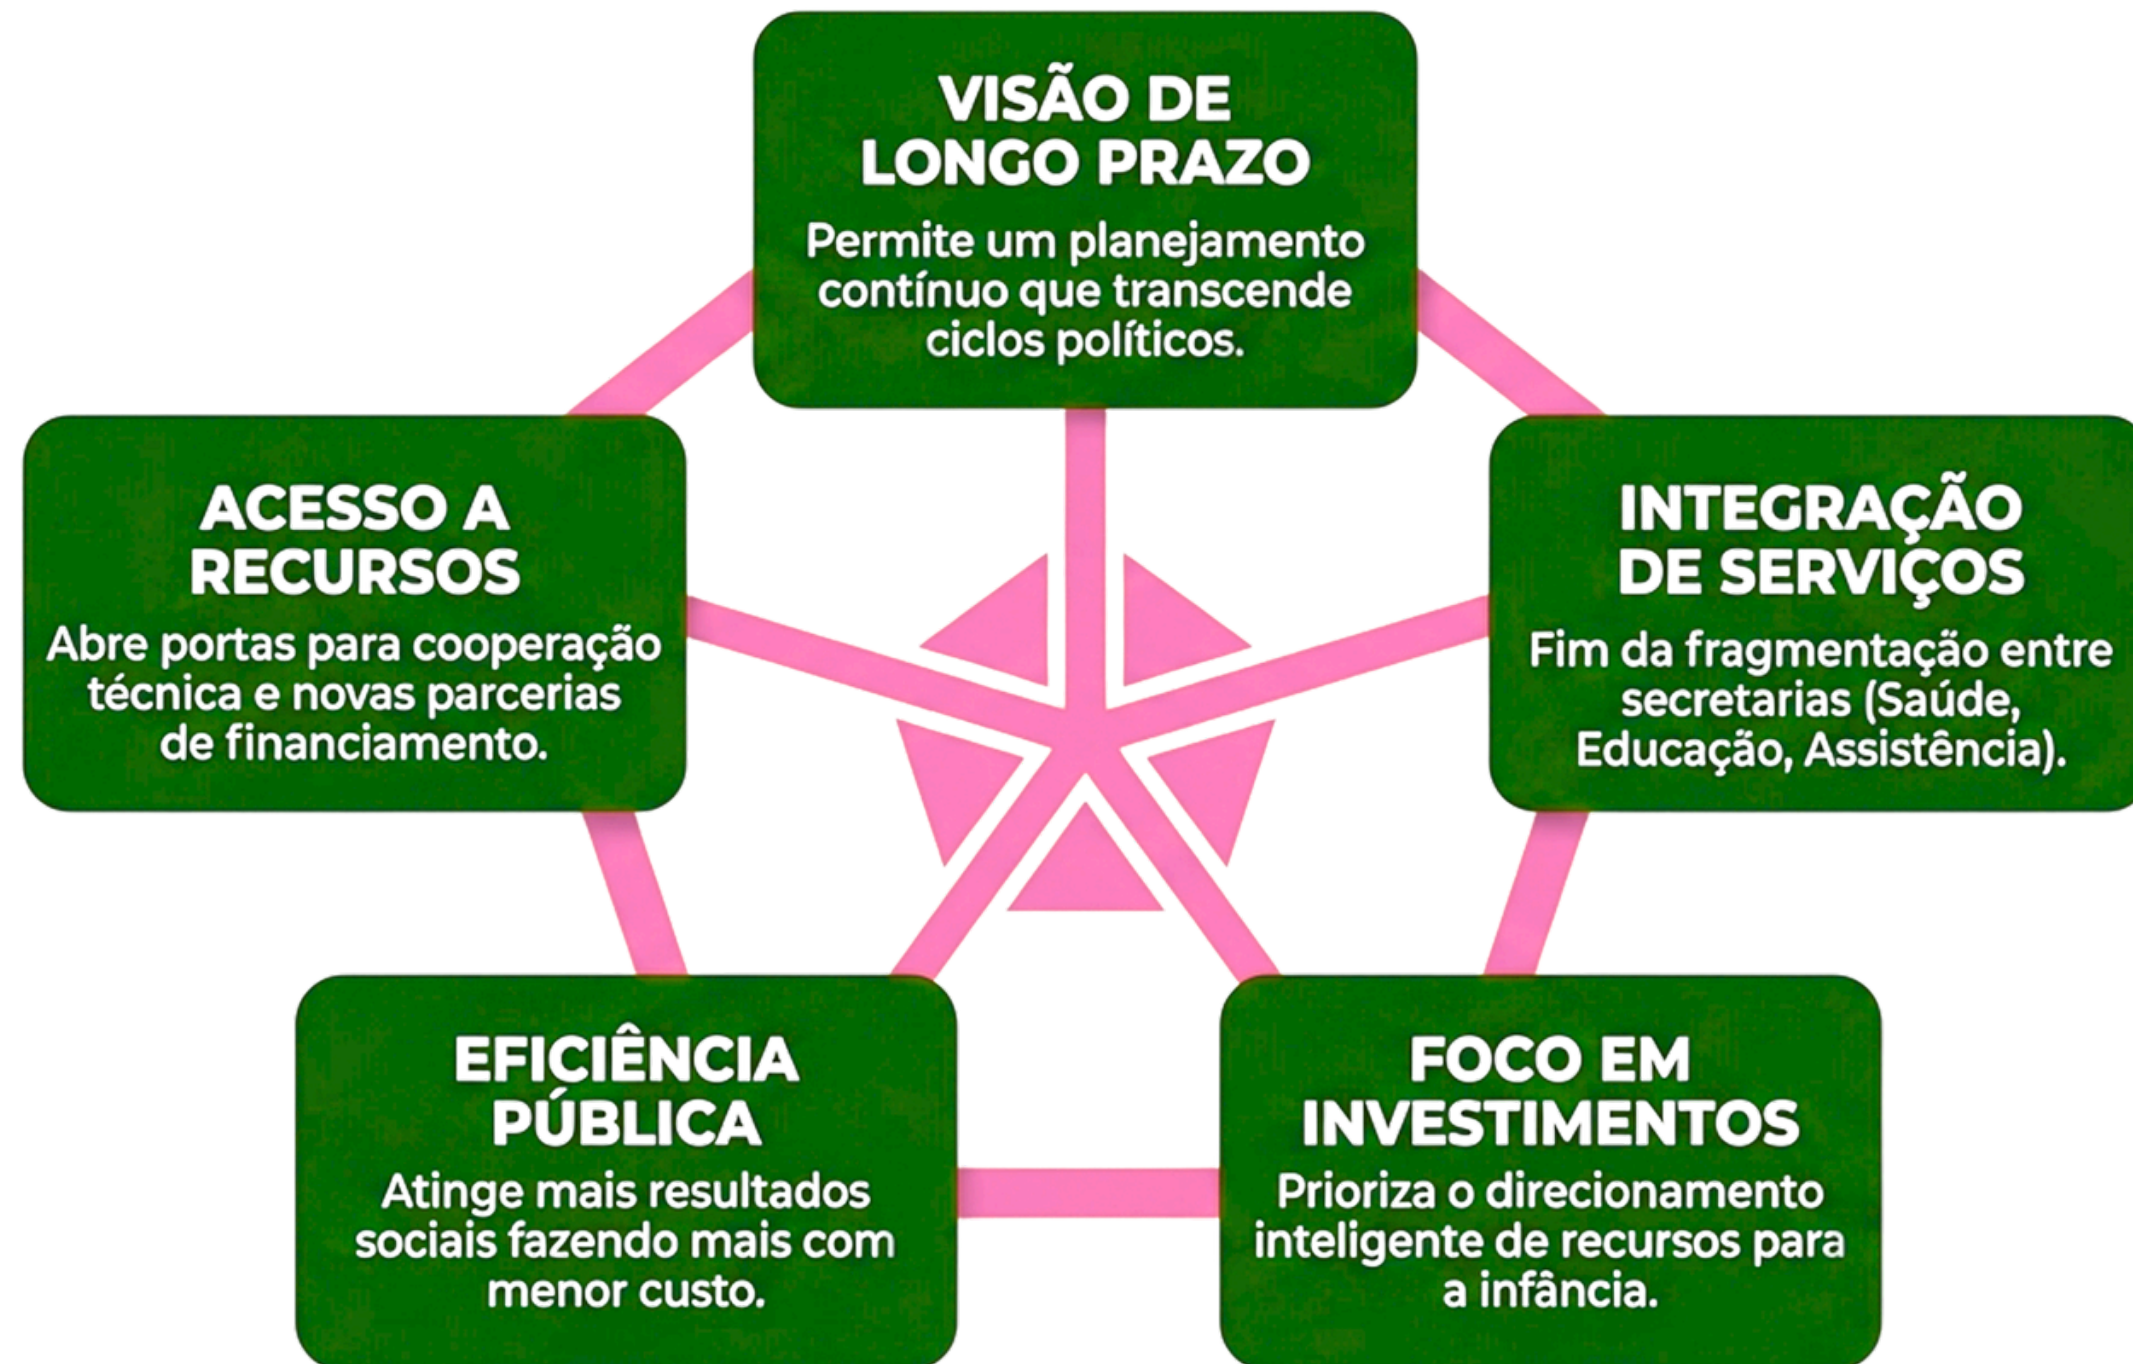 VISÃO DE
LONGO PRAZO
Permite um planejamento
contínuo que transcende
ciclos políticos.
ACESSO A
RECURSOS
Abre portas para cooperação
técnica e novas parcerias
de financiamento.
INTEGRAÇÃO
DE SERVIÇOS
Fim da fragmentação entre
secretarias (Saúde,
Educação, Assistência).
EFICIÊNCIA
PÚBLICA
Atinge mais resultados
sociais fazendo mais com
menor custo.
FOCO EM
INVESTIMENTOS
Prioriza o direcionamento
inteligente de recursos para
a infância.